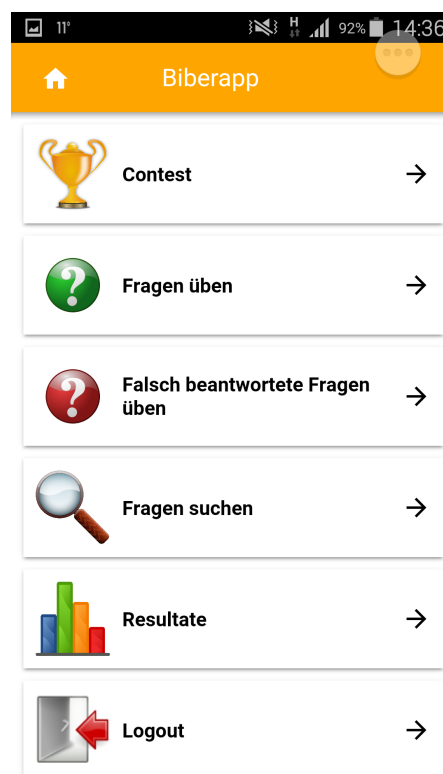 11° H 92% 14:36
Biberapp
Contest
Fragen üben
Falsch beantwortete Fragen
üben
Fragen suchen
Resultate
Logout